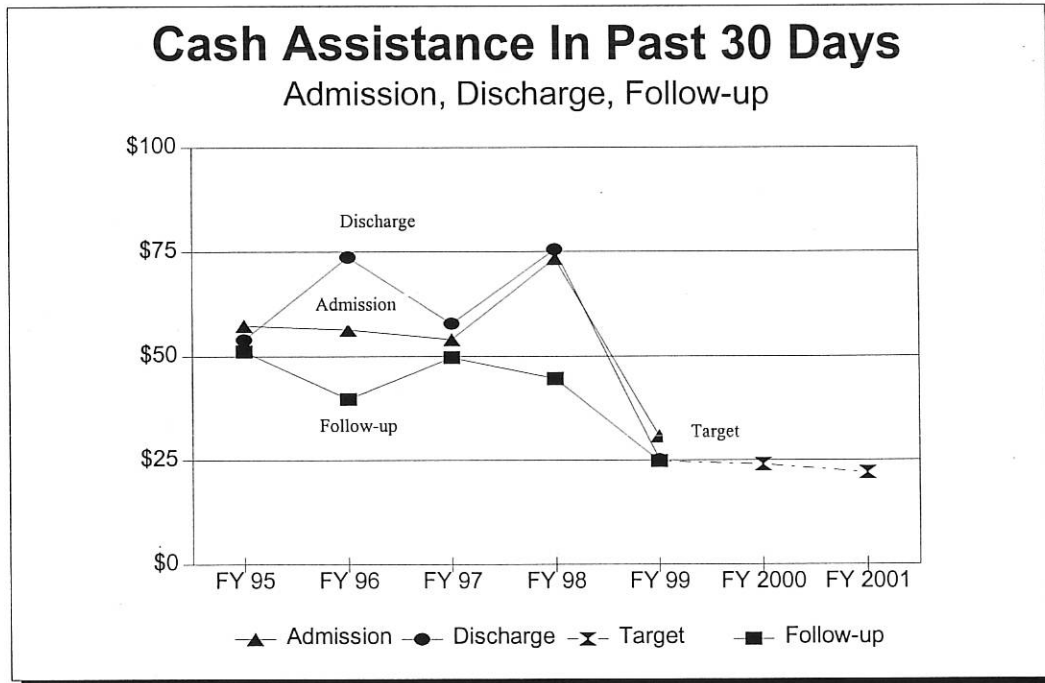 Cash Assistance In Past 30 Days
Admission, Discharge, Follow-up
$100
Discharge
$75
Admission
$50
Follow-up
Target
$25
$0
FY 95 FY 96 FY 97 FY 98 FY 99 FY 2000 FY 2001
Admission Discharge Target Follow-up